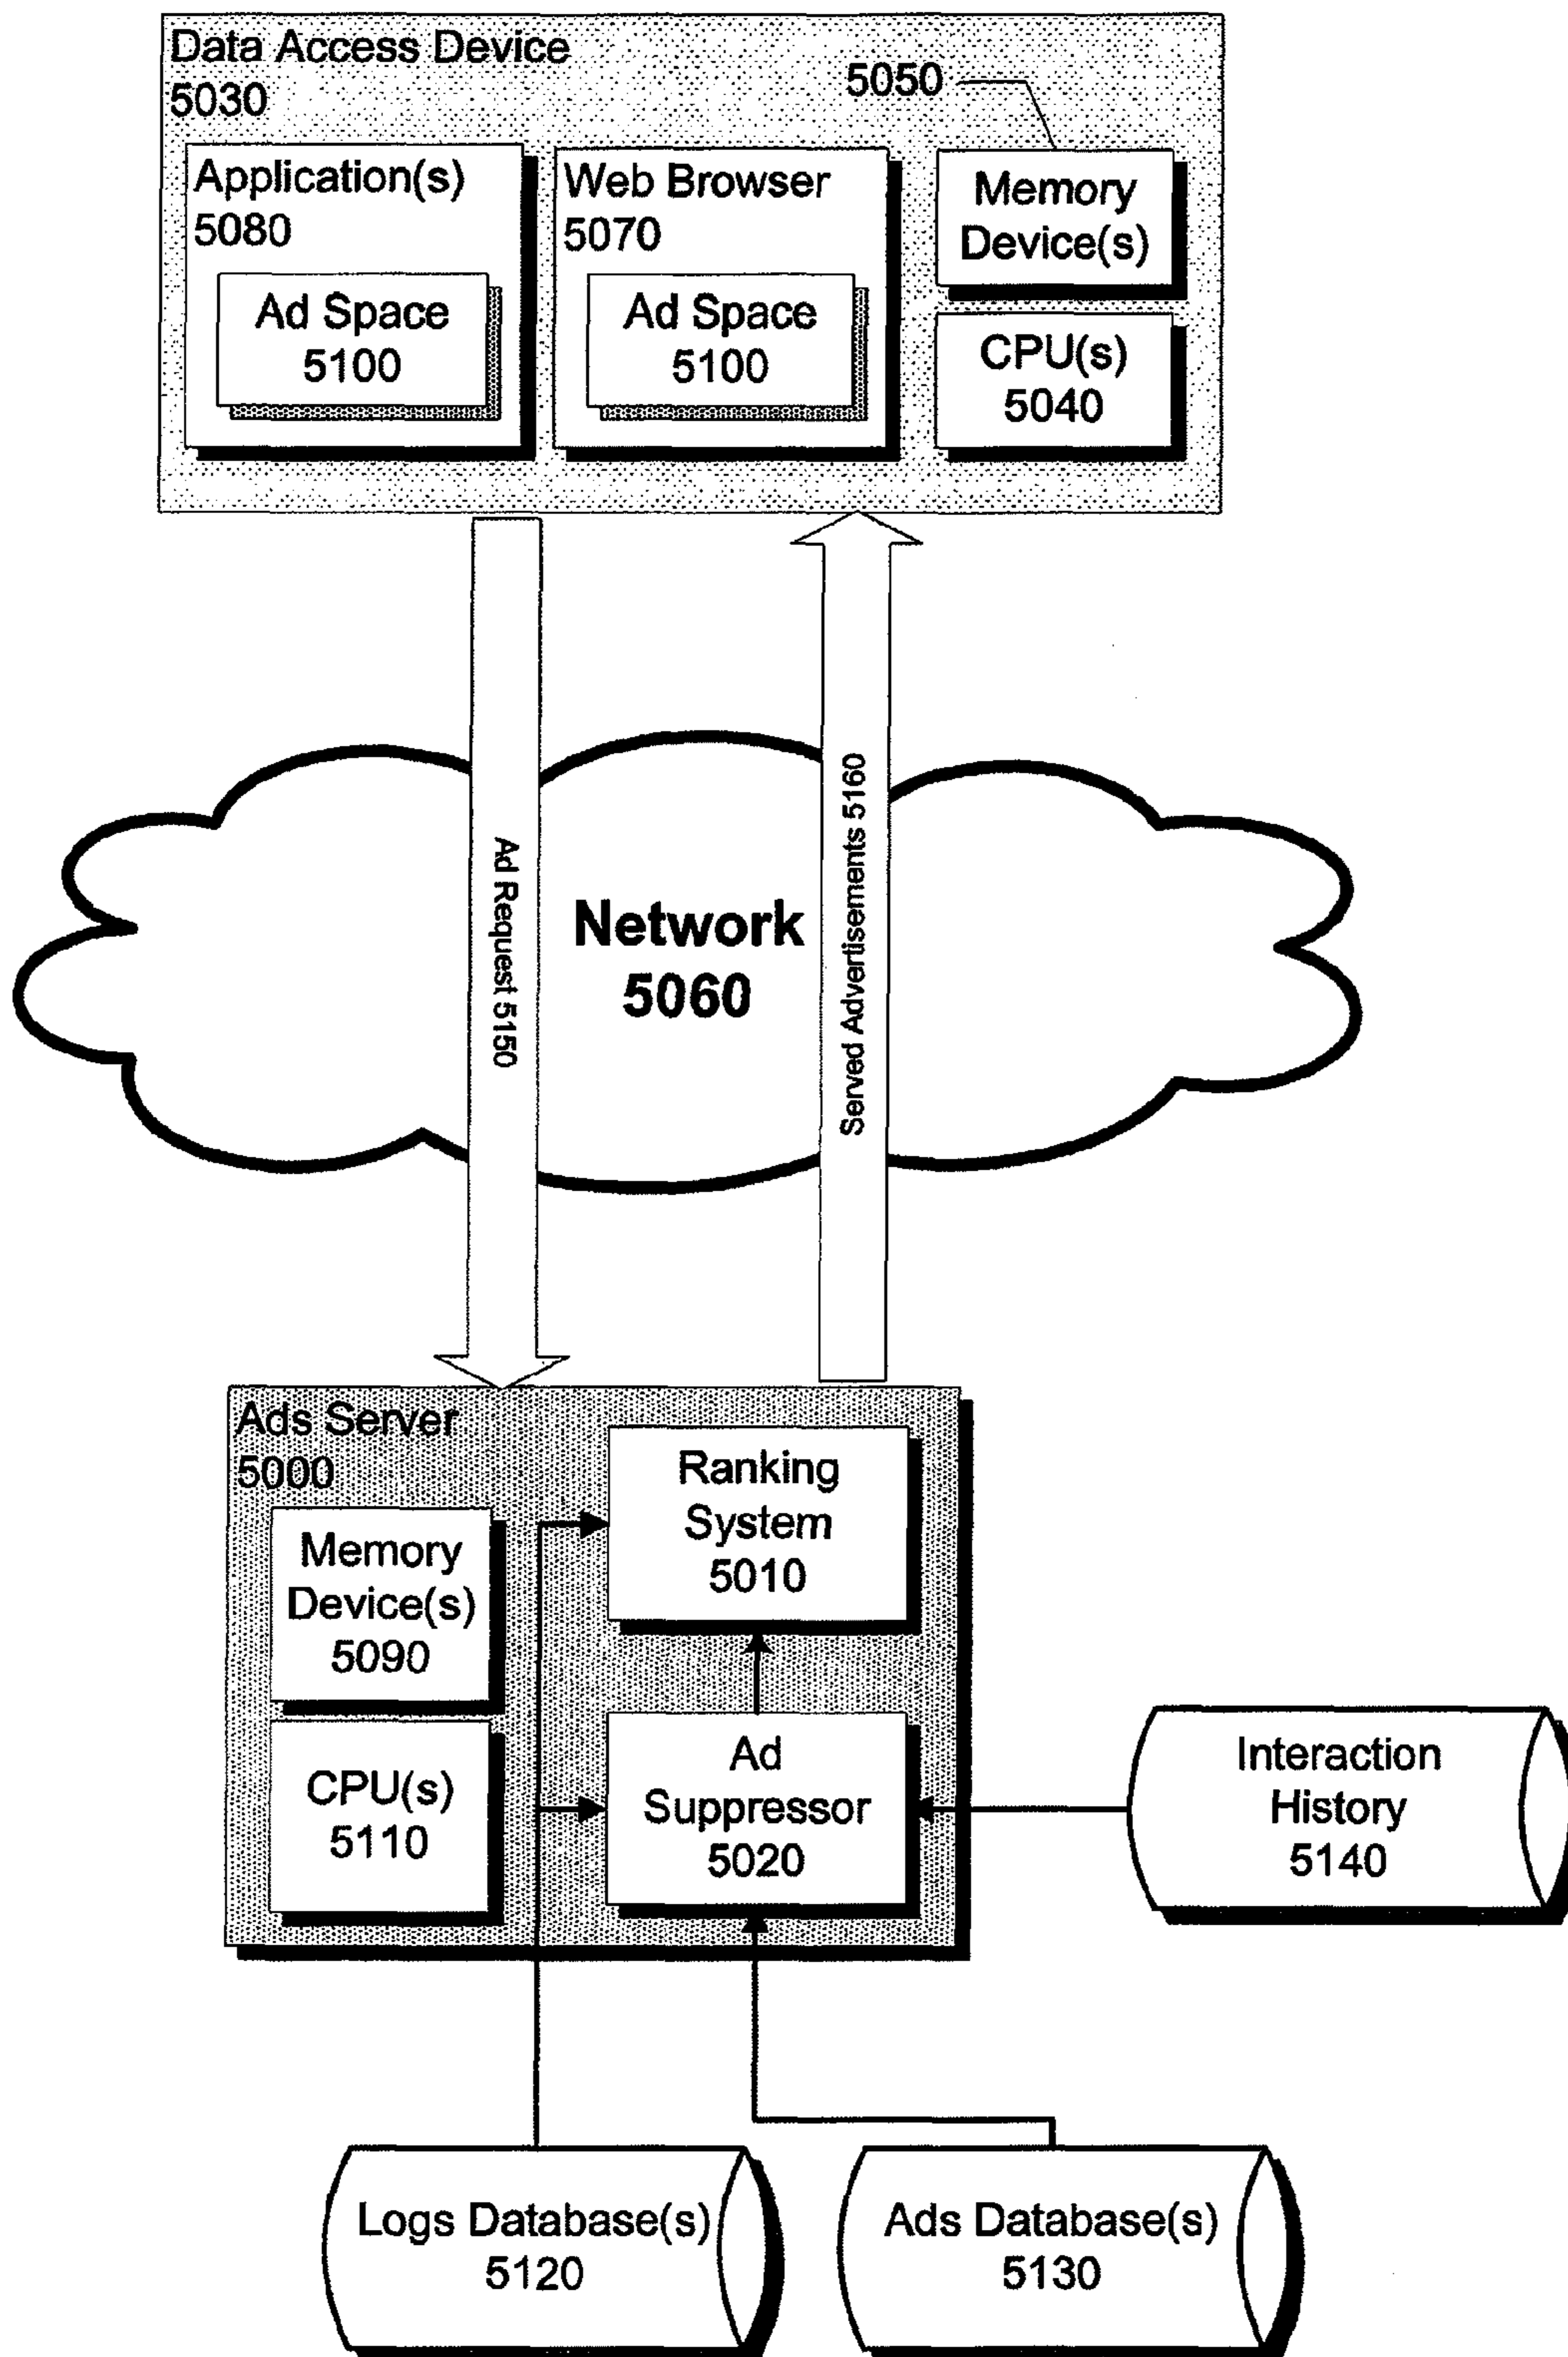 Data Access Device
5030
5050
Application(s)
5080
Ad Space
5100
Web Browser
5070
Ad Space
5100
Memory
Device(s)
CPU(s)
5040
Ad Request 5150
Network
5060
Served Advertisements 5160
Ads Server
5000
Ranking
System
5010
Memory
Device(s)
5090
CPU(s)
5110
Ad
Suppressor
5020
Interaction
History
5140
Logs Database(s)
5120
Ads Database(s)
5130